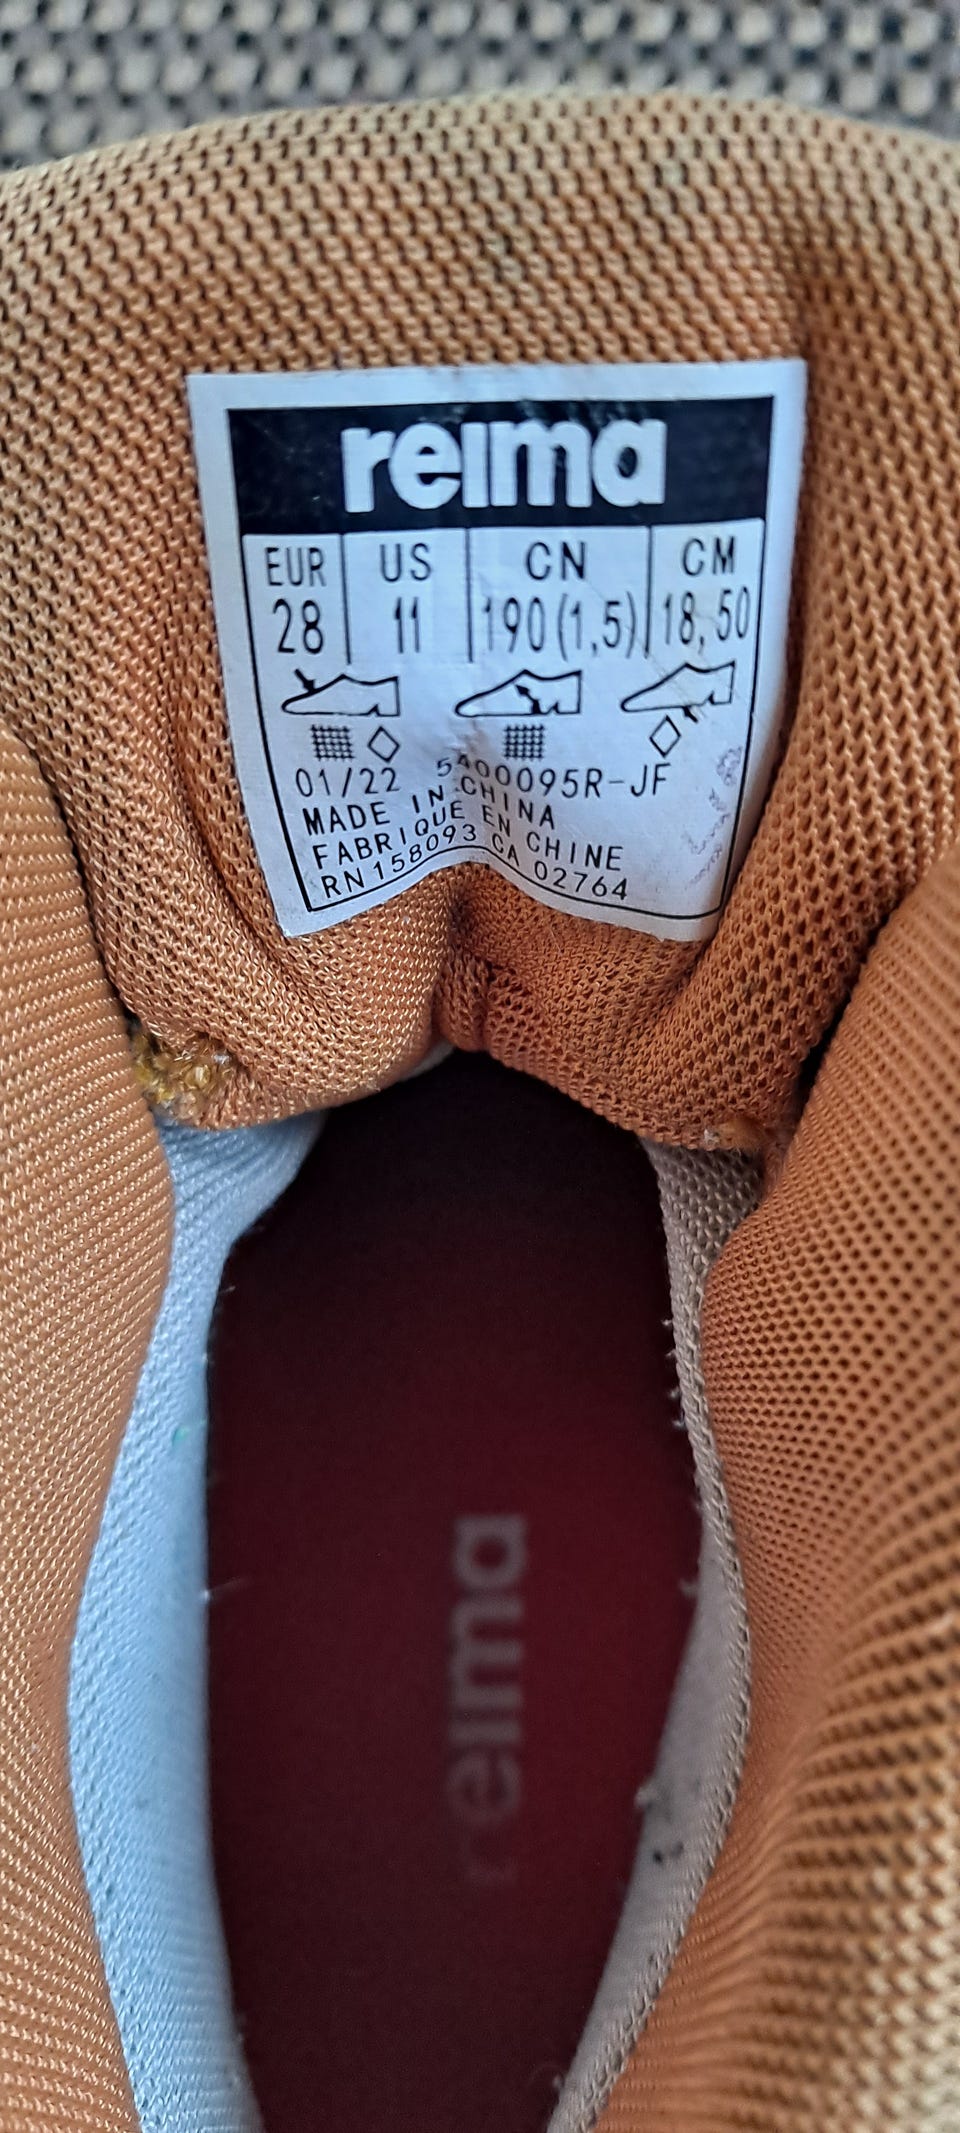 reima
EUR US CN CM
28 11 190(1,5) 18,50
01/22 5400095R-JF
MADE IN CHINA
FABRIQUE EN CHINE
RN158093 CA 02764
reima